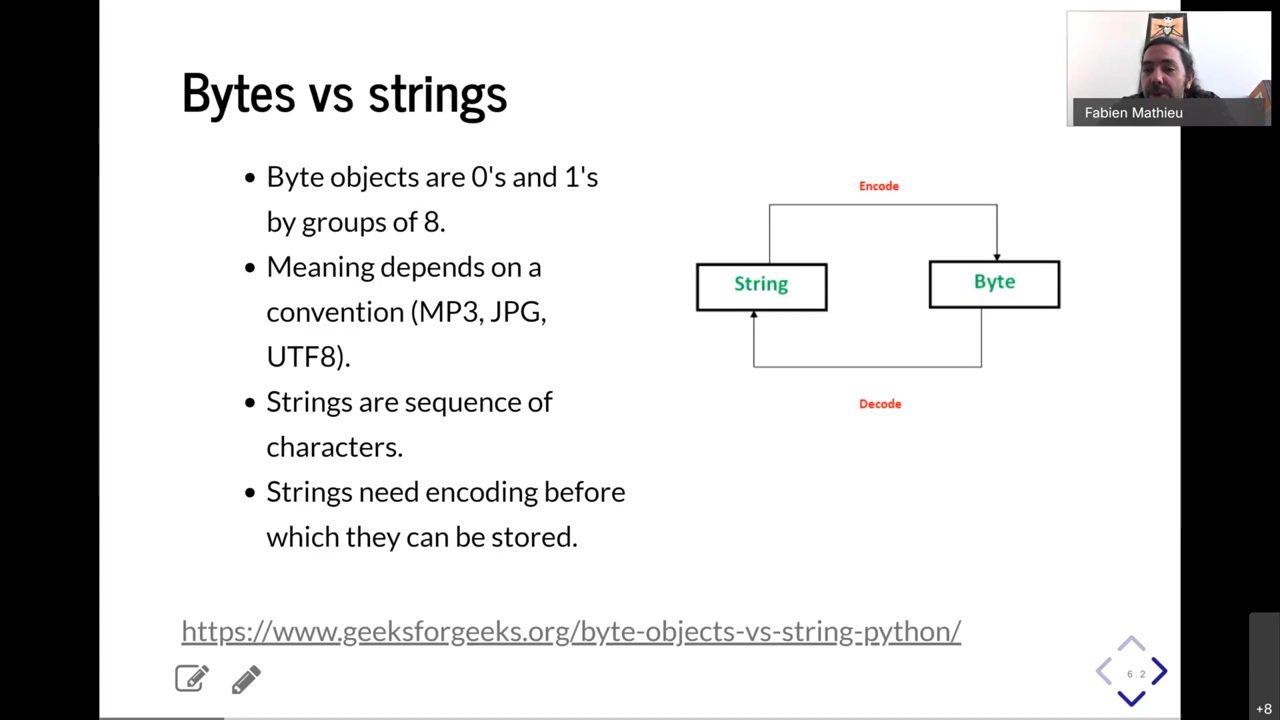 Bytes vs strings
Fabien Mathieu
• Byte objects are 0's and 1's
by groups of 8.
• Meaning depends on a
convention (MP3, JPG,
UTF8).
• Strings are sequence of
characters.
• Strings need encoding before
which they can be stored.
Encode
String
Byte
Decode
https://www.geeksforgeeks.org/byte-objects-vs-string-python/
6.2
+8